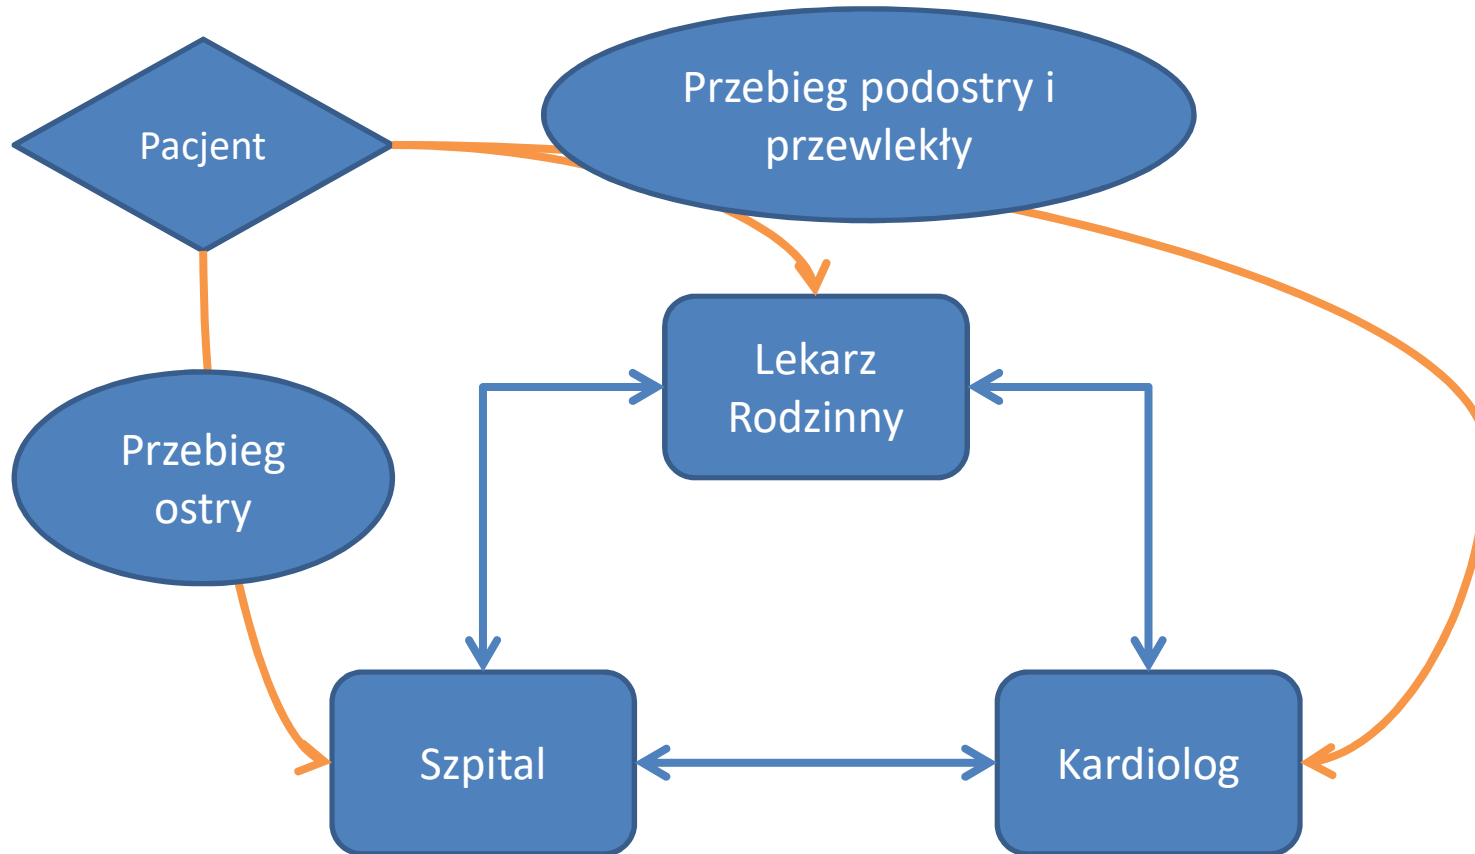 Pacjent
Przebieg podostry i
przewlekły
Lekarz
Rodzinny
Przebieg
ostry
Szpital
Kardiolog